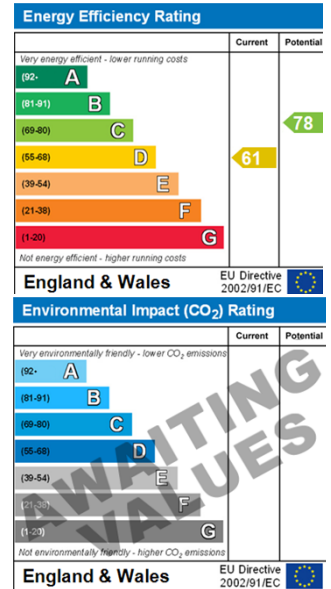 Energy Efficiency Rating
Current Potential
Very energy efficient - lower running costs
(92- A
(81-91) B
(69-80) C
78
(55-68) D
61
(39-54) E
(21-38) F
(1-20) G
Not energy efficient - higher running costs
England & Wales
EU Directive
2002/91/EC
Environmental Impact (CO2) Rating
Current Potential
Very environmentally friendly - lower CO2 emissions
(92- A
(81-91) B
(69-80) C
(55-68) D
(39-54) E
(21-38) F
(1-20) G
AWAITING
VALUES
Not environmentally friendly - higher CO2 emissions
England & Wales
EU Directive
2002/91/EC